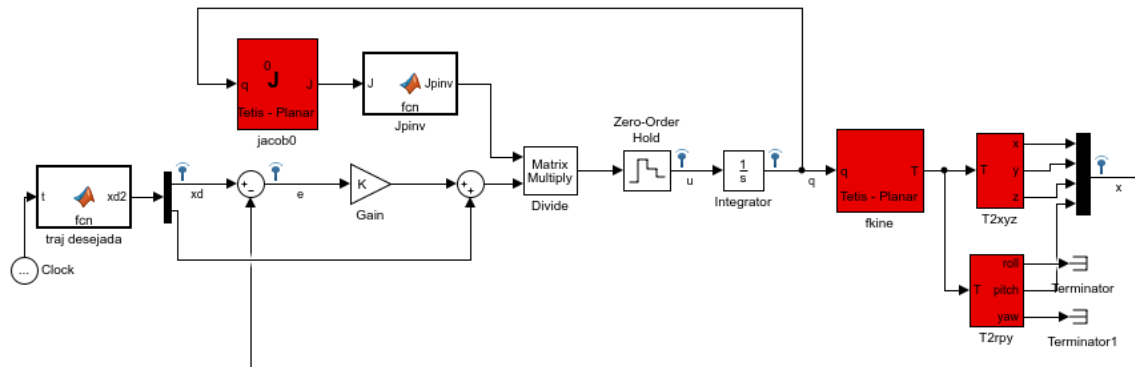 0
J
q
J
Tetis - Planar
jacob0
J
Jpinv
fcn
Jpinv
Zero-Order
Hold
u
1
s
Integrator
q
q
T
Tetis - Planar
fkine
T
x
y
z
T2xyz
x
t
xd2
fcn
traj desejada
xd
+
−
e
K
Gain
+
+
Matrix
Multiply
Divide
...
Clock
T
roll
pitch
yaw
T2rpy
Terminator
Terminator1